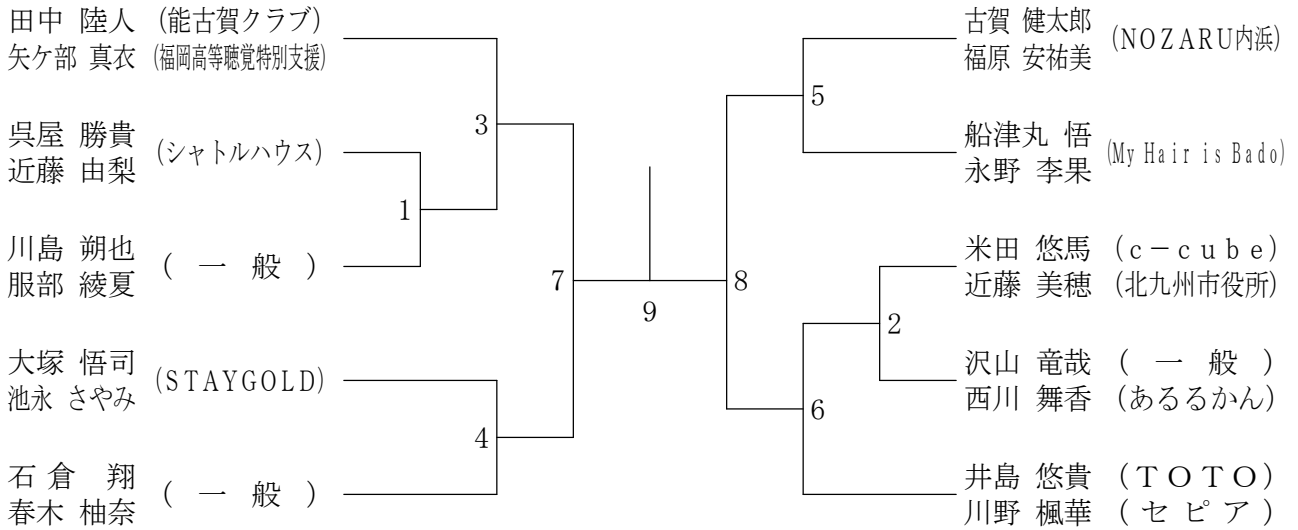 田中 陸人 (能古賀クラブ)
矢ケ部 真衣 (福岡高等聴覚特別支援)
呉屋 勝貴
近藤 由梨
(シャトルハウス)
川島 朔也
服部 綾夏
( 一 般 )
大塚 悟司
池永 さやみ
(STAYGOLD)
石倉 翔
春木 柚奈
( 一 般 )
1
3
4
7
9
8
5
2
6
古賀 健太郎
福原 安祐美
(NOZARU内浜)
船津丸 悟
永野 李果
(My Hair is Bado)
米田 悠馬 (c-cube)
近藤 美穂 (北九州市役所)
沢山 竜哉 ( 一 般 )
西川 舞香 (あるるかん)
井島 悠貴 (TOTO)
川野 楓華 (セピア)